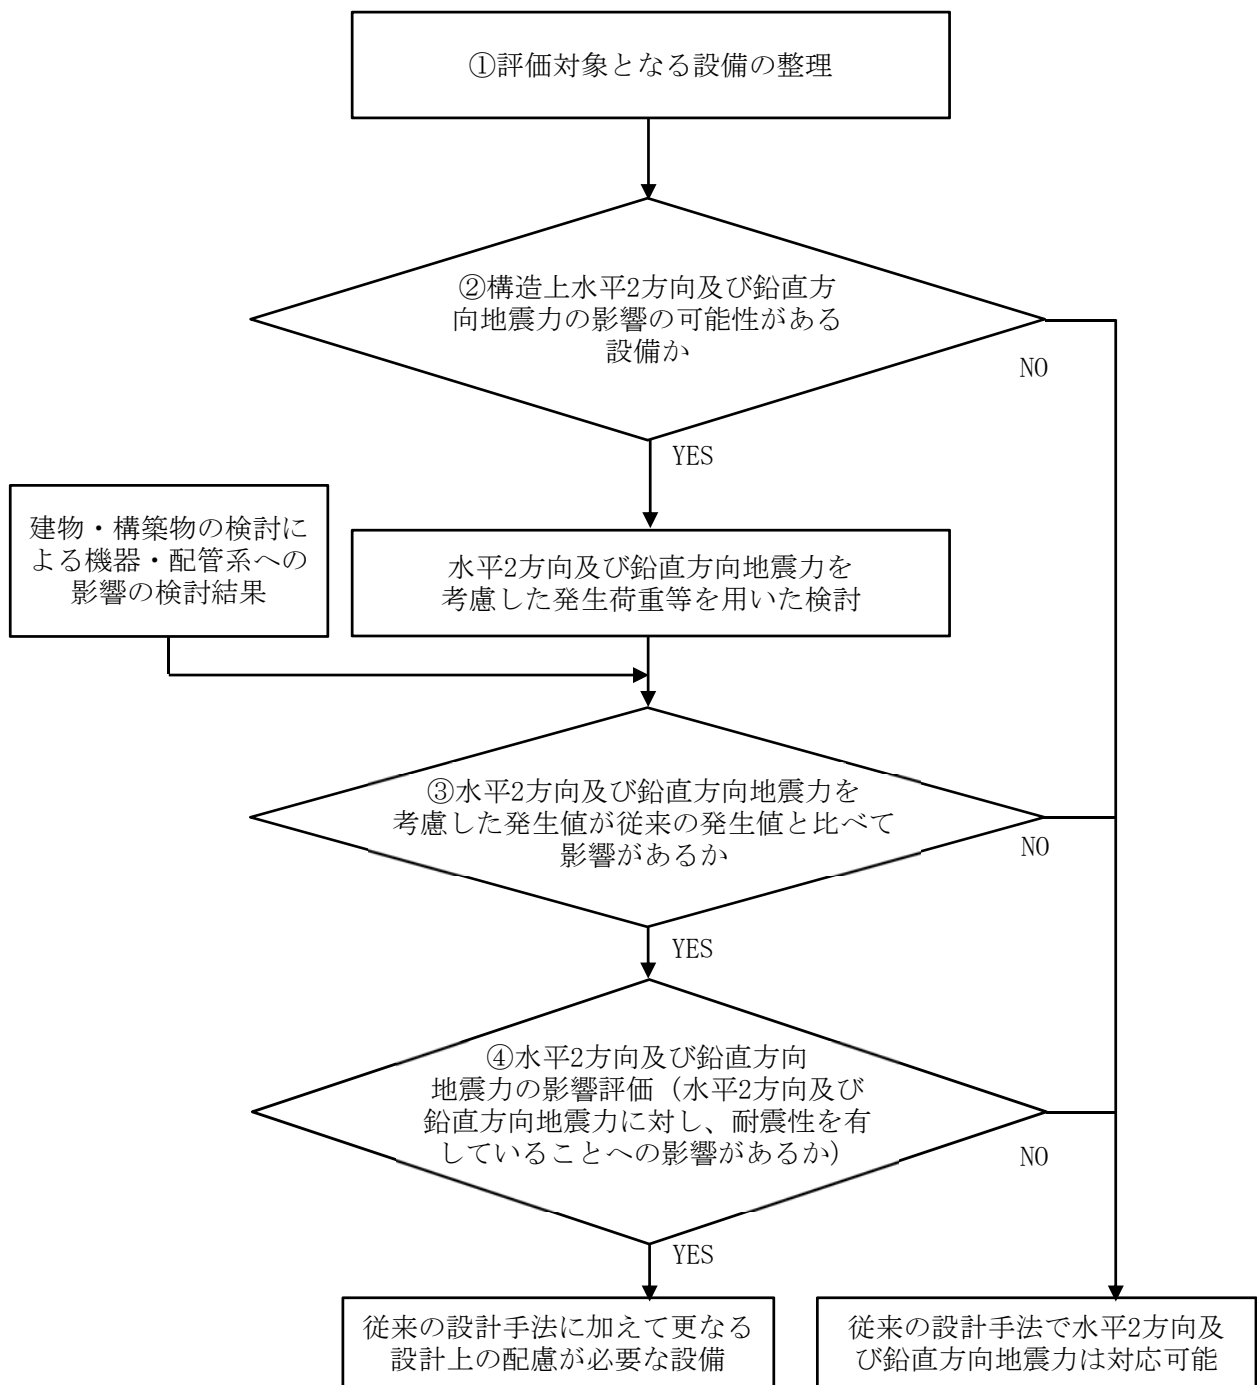 ①評価対象となる設備の整理
②構造上水平2方向及び鉛直方
向地震力の影響の可能性がある
設備か
NO
YES
建物・構築物の検討に
よる機器・配管系への
影響の検討結果
水平2方向及び鉛直方向地震力を
考慮した発生荷重等を用いた検討
③水平2方向及び鉛直方向地震力を
考慮した発生値が従来の発生値と比べて
影響があるか
NO
YES
④水平2方向及び鉛直方向
地震力の影響評価（水平2方向及び
鉛直方向地震力に対し、耐震性を有
していることへの影響があるか）
NO
YES
従来の設計手法に加えて更なる
設計上の配慮が必要な設備
従来の設計手法で水平2方向及
び鉛直方向地震力は対応可能